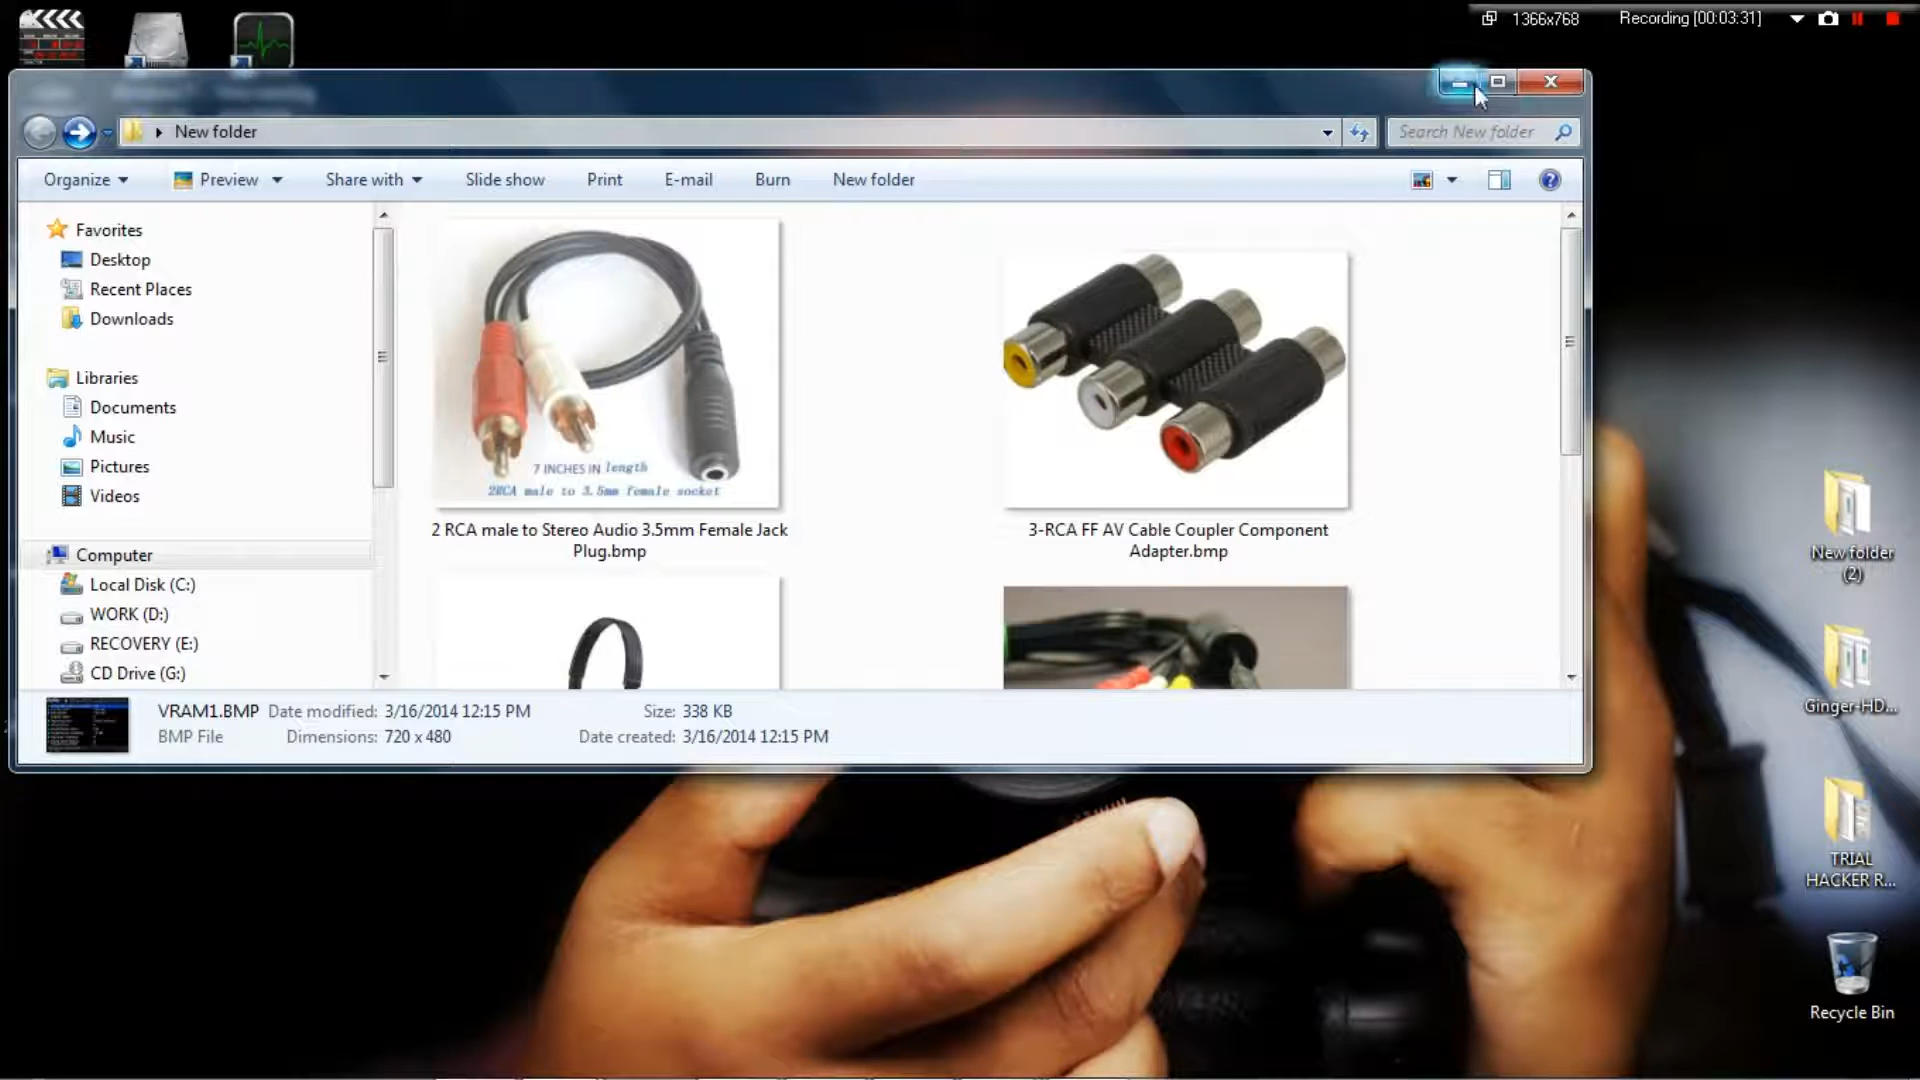 1366x768 Recording [00:03:31]
New folder
Search New folder
Organize Preview Share with Slide show Print E-mail Burn New folder
Favorites
Desktop
Recent Places
Downloads
Libraries
Documents
Music
Pictures
Videos
Computer
Local Disk (C:)
WORK (D:)
RECOVERY (E:)
CD Drive (G:)
7 INCHES IN length
2RCA male to 3.5mm female socket
2 RCA male to Stereo Audio 3.5mm Female Jack
Plug.bmp
3-RCA FF AV Cable Coupler Component
Adapter.bmp
VRAM1.BMP Date modified: 3/16/2014 12:15 PM Size: 338 KB
BMP File Dimensions: 720 x 480 Date created: 3/16/2014 12:15 PM
New folder
(2)
Ginger-HD...
TRIAL
HACKER R...
Recycle Bin